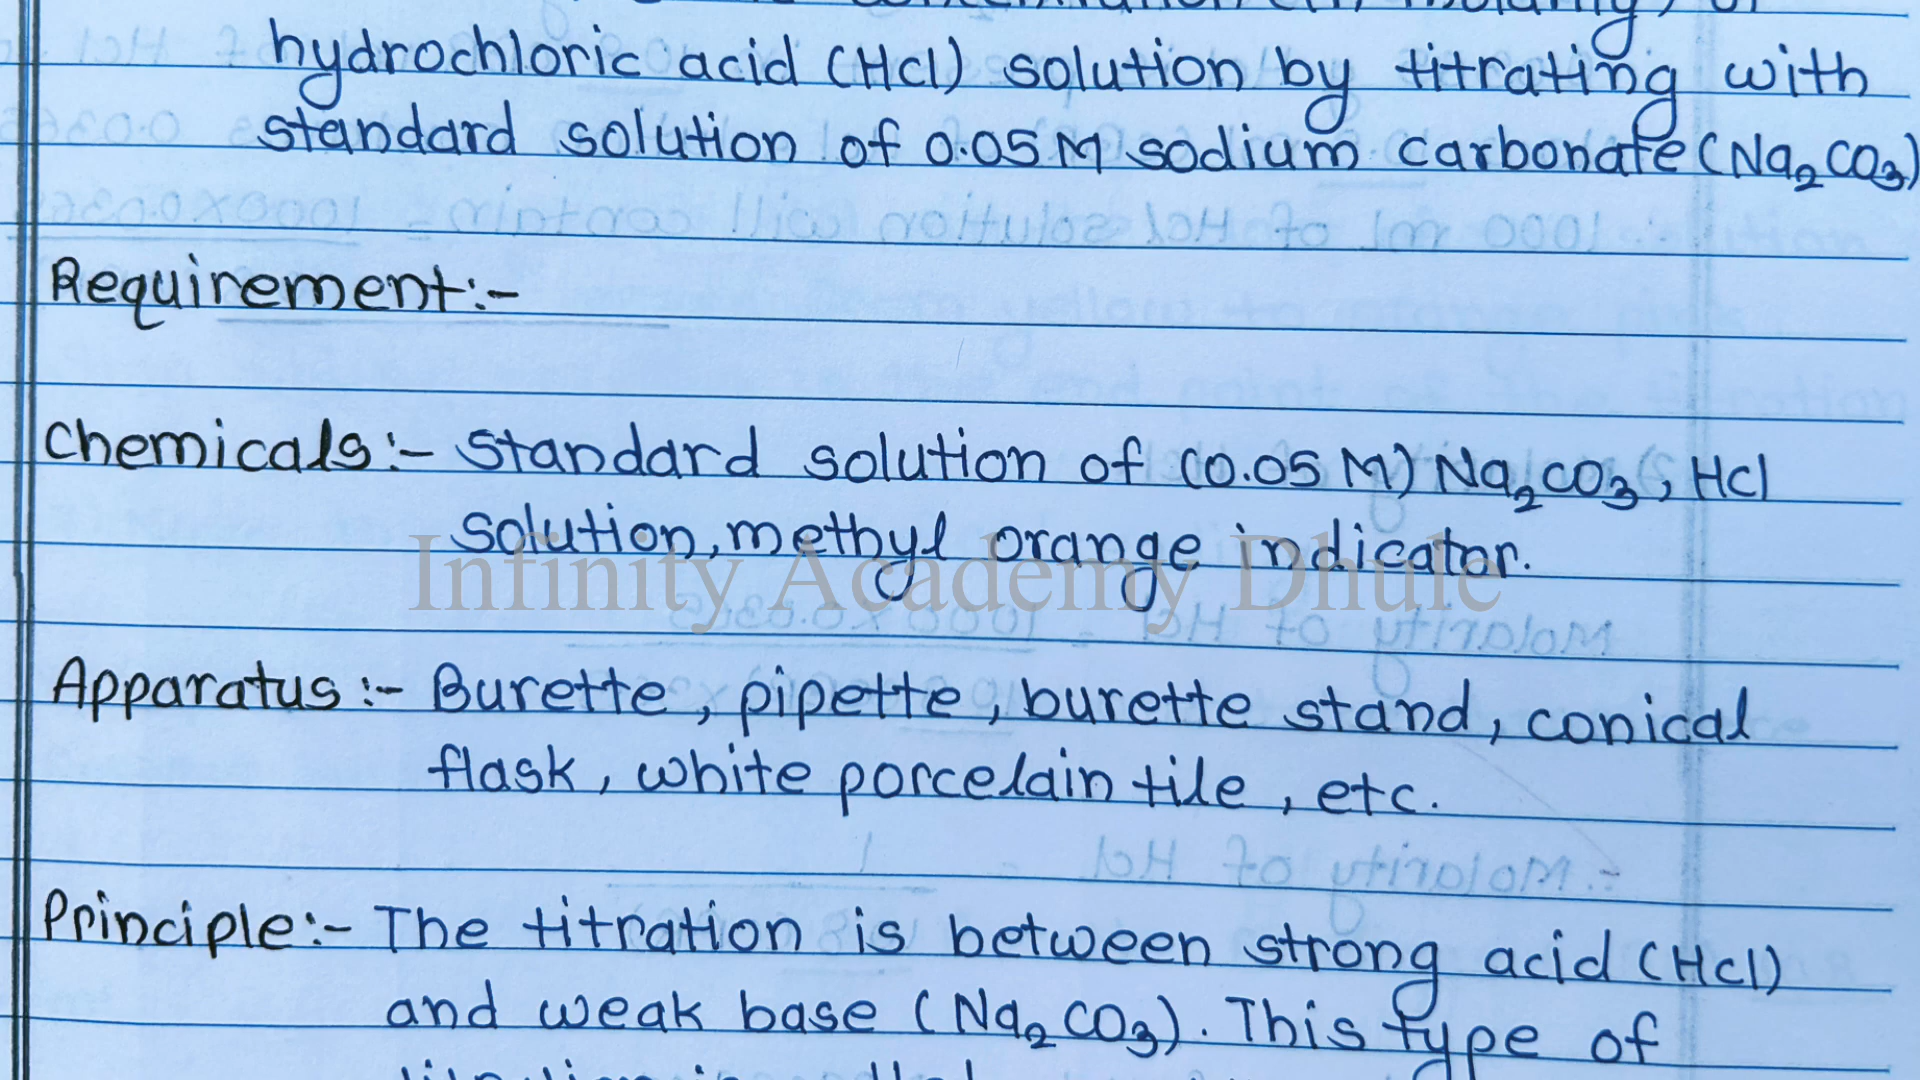 hydrochloric acid (HCl) solution by titrating with
standard solution of 0.05 M sodium carbonate (Na₂CO₃)
Requirement:-
Chemicals:- Standard solution of (0.05 M) Na₂CO₃, HCl
solution, methyl orange indicator.
Infinity Academy Dhule
Apparatus:- Burette, pipette, burette stand, conical
flask, white porcelain tile, etc.
Principle:- The titration is between strong acid (HCl)
and weak base (Na₂CO₃). This type of